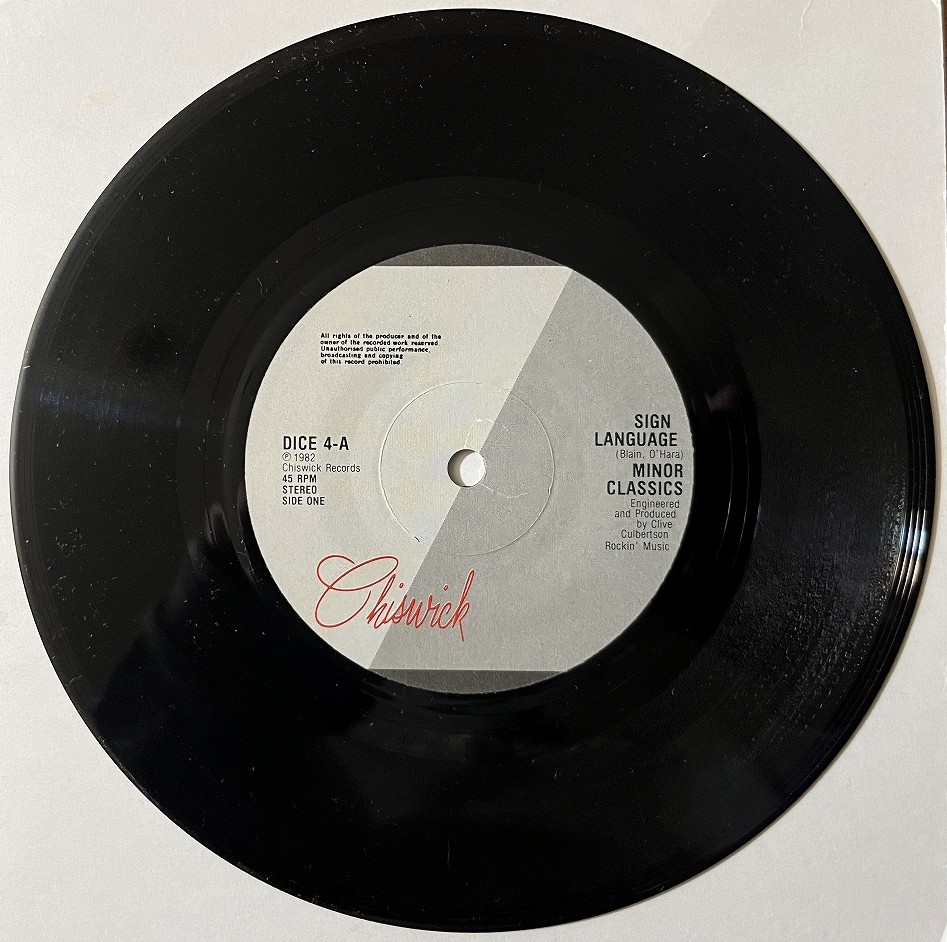 All rights of the producer and of the
owner of the recorded work reserved.
Unauthorised public performance,
broadcasting and copying
of this record prohibited.
DICE 4-A
℗ 1982
Chiswick Records
45 RPM
STEREO
SIDE ONE
SIGN
LANGUAGE
(Blain, O'Hara)
MINOR
CLASSICS
Engineered
and Produced
by Clive
Culbertson
Rockin' Music
Chiswick